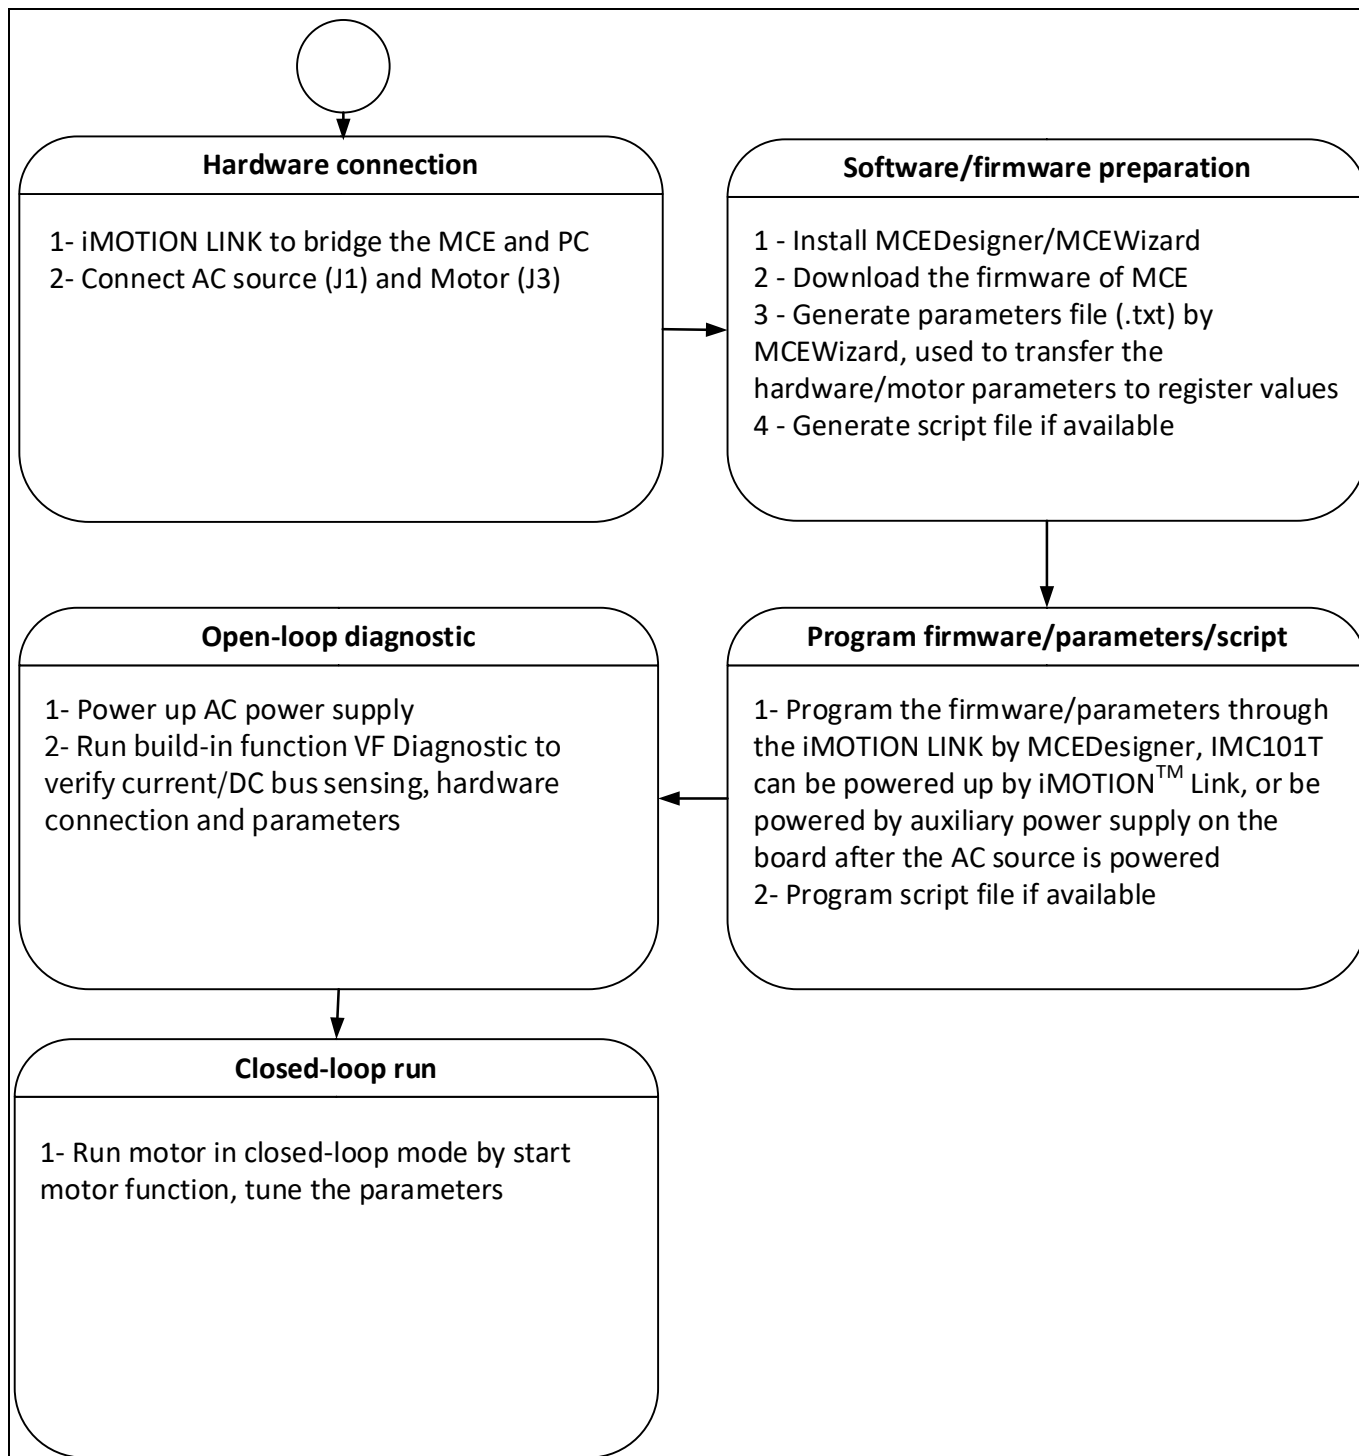 Hardware connection
1- iMOTION LINK to bridge the MCE and PC
2- Connect AC source (J1) and Motor (J3)
Software/firmware preparation
1 - Install MCEDesigner/MCEWizard
2 - Download the firmware of MCE
3 - Generate parameters file (.txt) by
MCEWizard, used to transfer the
hardware/motor parameters to register values
4 - Generate script file if available
Program firmware/parameters/script
1- Program the firmware/parameters through
the iMOTION LINK by MCEDesigner, IMC101T
can be powered up by iMOTION™ Link, or be
powered by auxiliary power supply on the
board after the AC source is powered
2- Program script file if available
Open-loop diagnostic
1- Power up AC power supply
2- Run build-in function VF Diagnostic to
verify current/DC bus sensing, hardware
connection and parameters
Closed-loop run
1- Run motor in closed-loop mode by start
motor function, tune the parameters